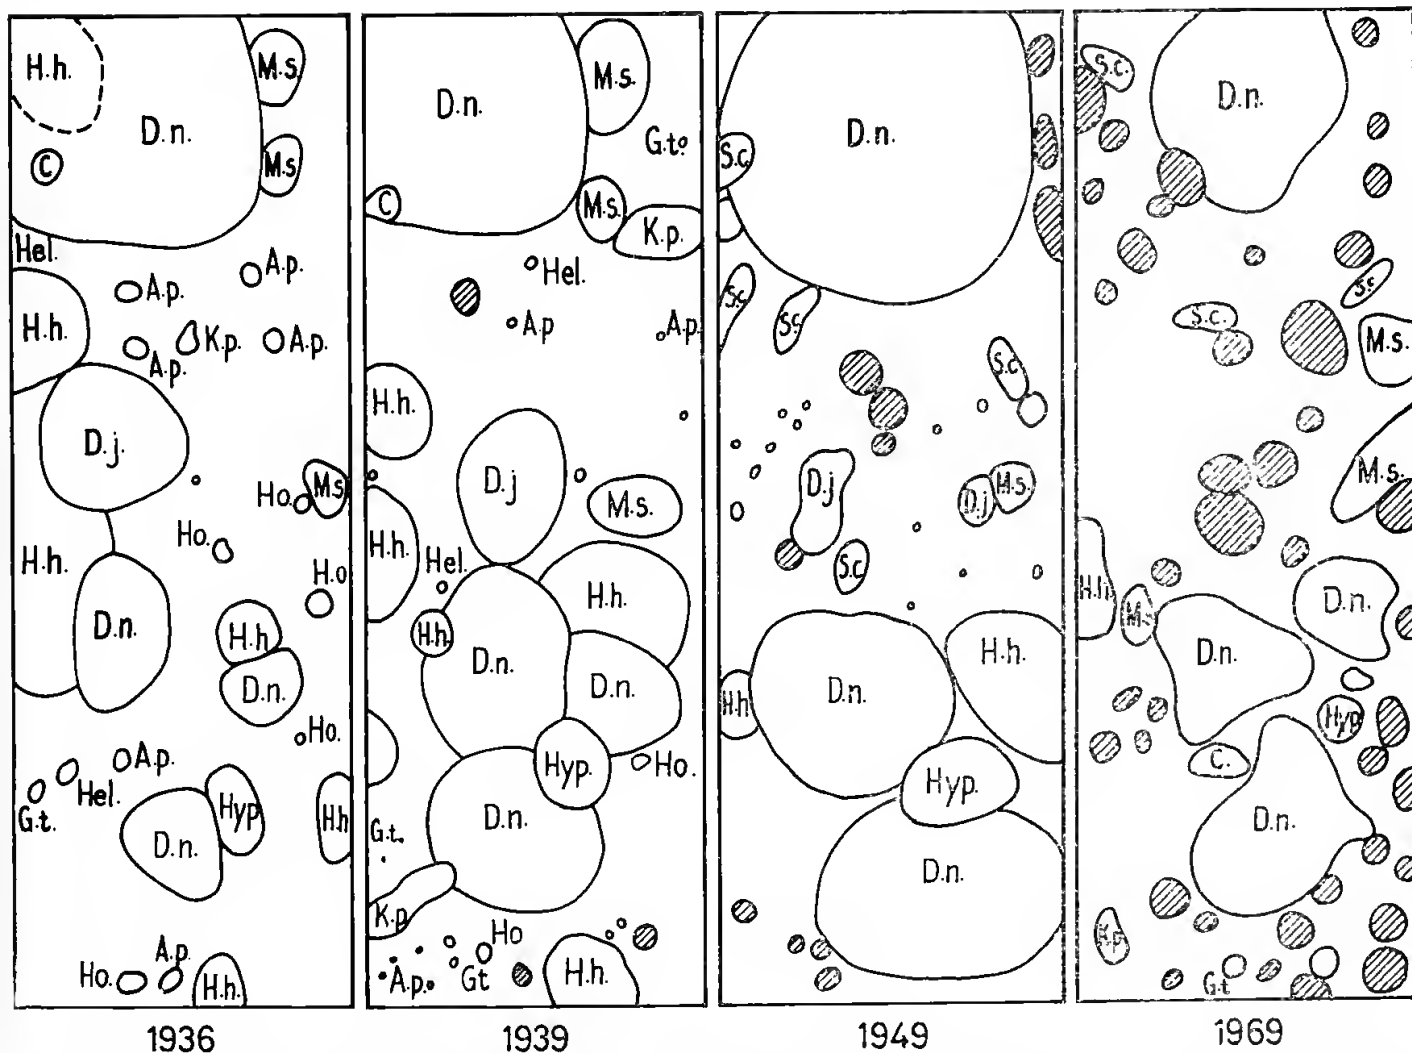 H.h.
M.s.
D.n.
C
M.s
Hel.
A.p.
A.p.
H.h.
K.p.
A.p.
A.p.
D.j.
Ho.
M.s
Ho.
H.h.
H.o
D.n.
H.h
D.n.
Ho.
A.p.
Hel.
G.t.
Hyp
H.h
D.n.
A.p.
Ho.
H.h.
1936
M.s.
D.n.
G.t.
C
M.s.
K.p.
Hel.
A.p
A.p.
H.h.
D.j
M.s.
H.h.
Hel.
H.h.
H.h.
D.n.
D.n.
Hyp.
Ho.
G.t.
D.n.
K.p
Ho
A.p.
Gt
H.h.
1939
D.n.
S.c.
S.c
S.c
S.c.
D.j
M.s.
D.j
S.c.
H.h.
D.n.
H.h
Hyp.
D.n.
1949
S.c.
D.n.
S.c
S.c.
M.s.
M.s.
H.h.
M.s
D.n.
D.n.
Hyp
C.
D.n.
K.p
G.t
1969